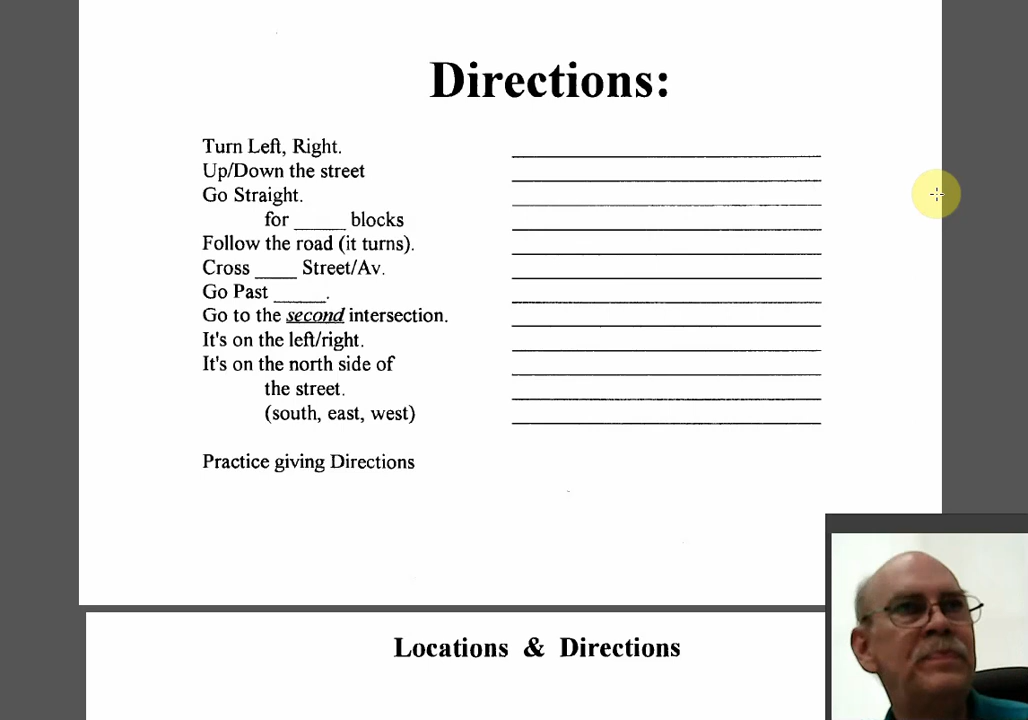 Directions:
Turn Left, Right.
Up/Down the street
Go Straight.
for _____ blocks
Follow the road (it turns).
Cross ____ Street/Av.
Go Past _____.
Go to the second intersection.
It's on the left/right.
It's on the north side of
the street.
(south, east, west)
Practice giving Directions
Locations & Directions